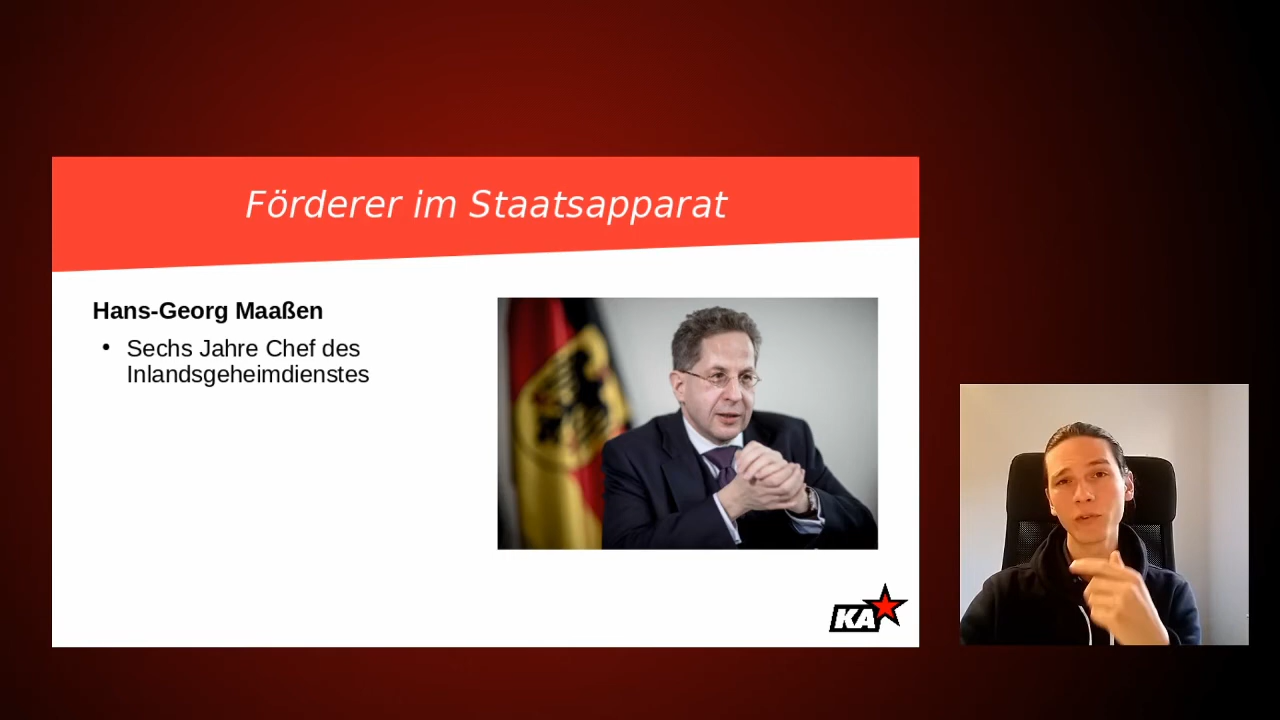 Förderer im Staatsapparat
Hans-Georg Maaßen
• Sechs Jahre Chef des
Inlandsgeheimdienstes
KA